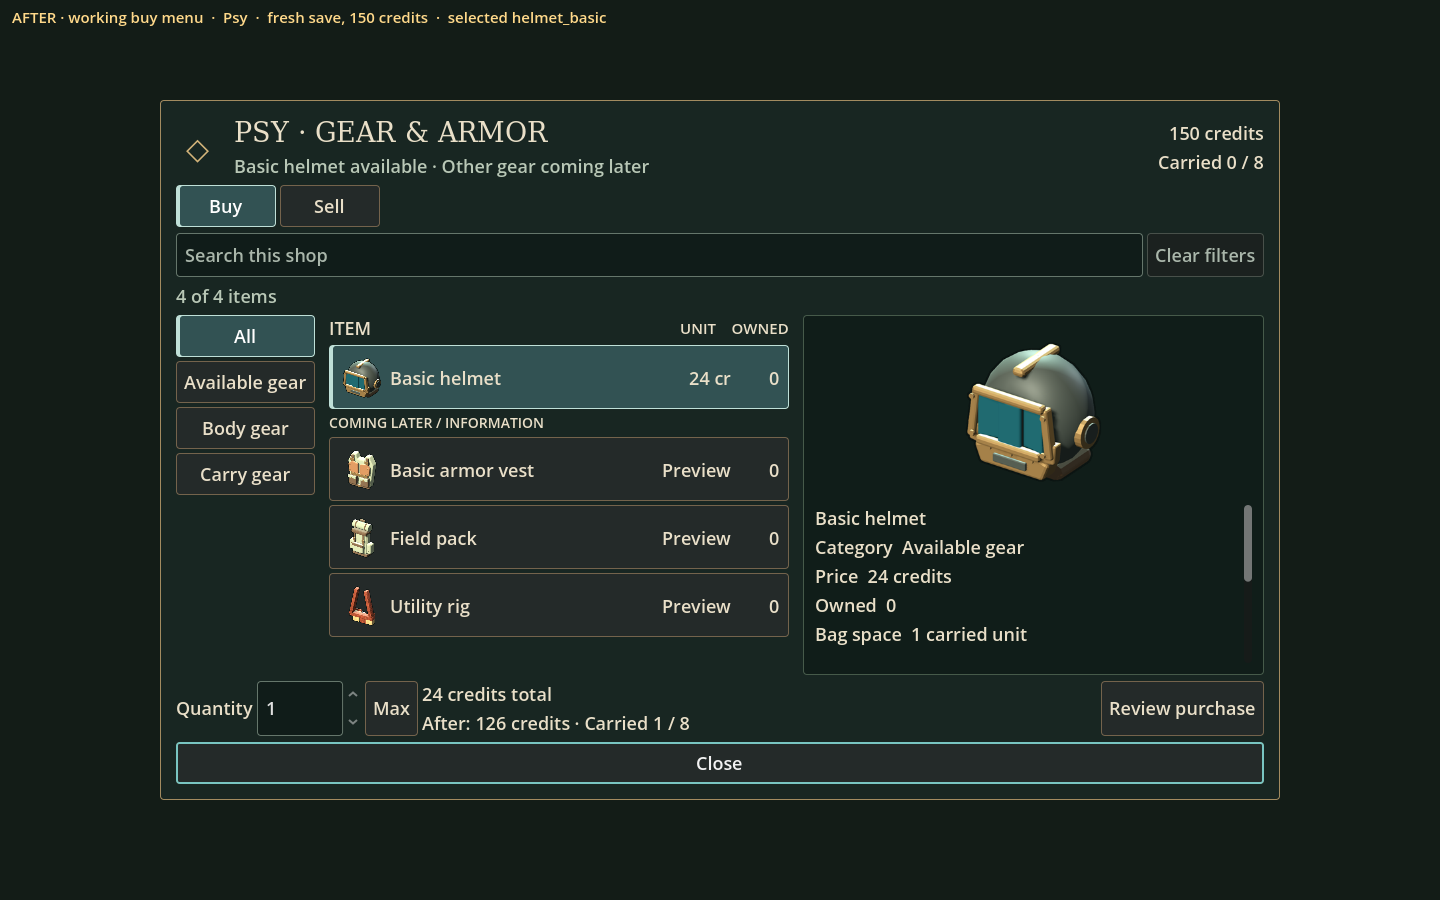 AFTER · working buy menu · Psy · fresh save, 150 credits · selected helmet_basic
PSY · GEAR & ARMOR
Basic helmet available · Other gear coming later
150 credits
Carried 0 / 8
Buy
Sell
Search this shop
Clear filters
4 of 4 items
All
Available gear
Body gear
Carry gear
ITEM UNIT OWNED
Basic helmet 24 cr 0
COMING LATER / INFORMATION
Basic armor vest Preview 0
Field pack Preview 0
Utility rig Preview 0
Basic helmet
Category Available gear
Price 24 credits
Owned 0
Bag space 1 carried unit
Quantity 1
Max
24 credits total
After: 126 credits · Carried 1 / 8
Review purchase
Close